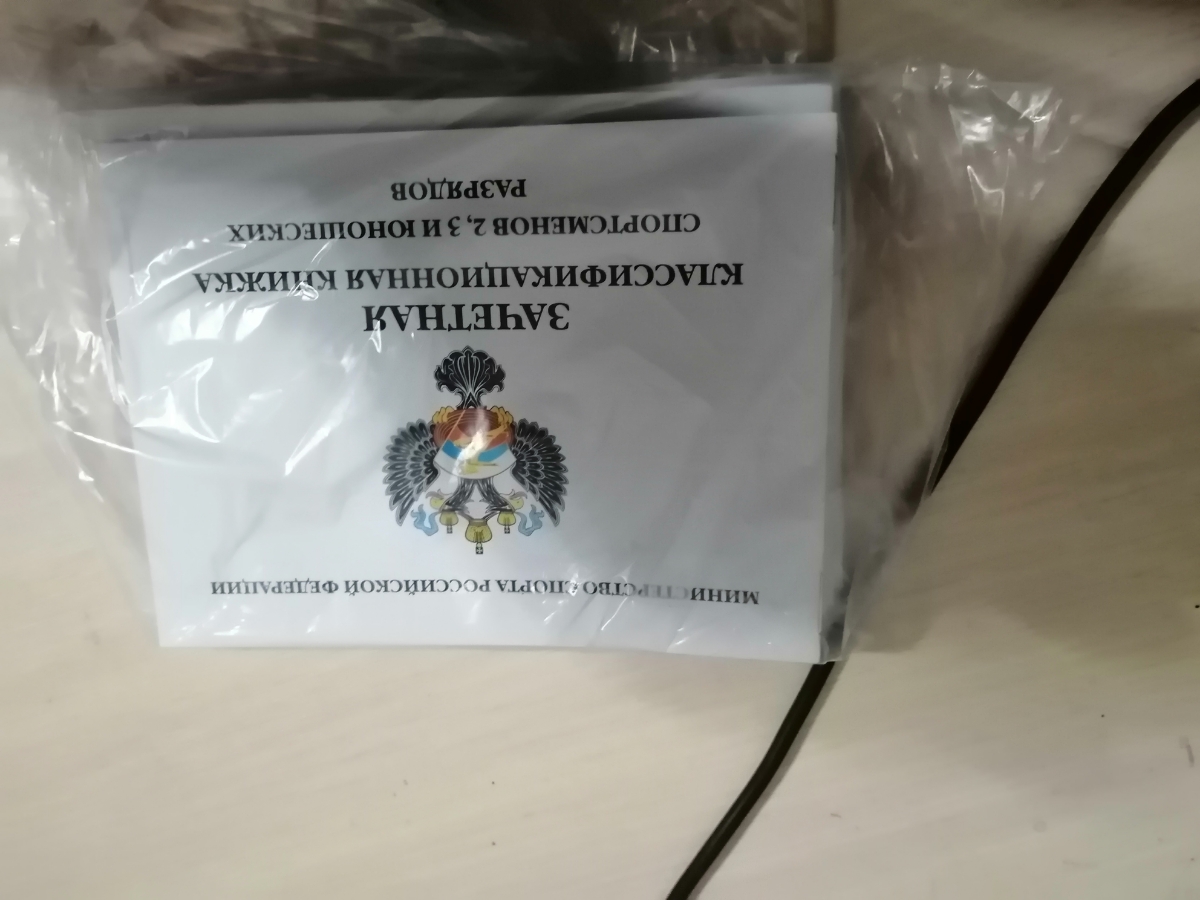 МИНИСТЕРСТВО СПОРТА РОССИЙСКОЙ ФЕДЕРАЦИИ
ЗАЧЕТНАЯ
КЛАССИФИКАЦИОННАЯ КНИЖКА
СПОРТСМЕНОВ 2, 3 И ЮНОШЕСКИХ
РАЗРЯДОВ